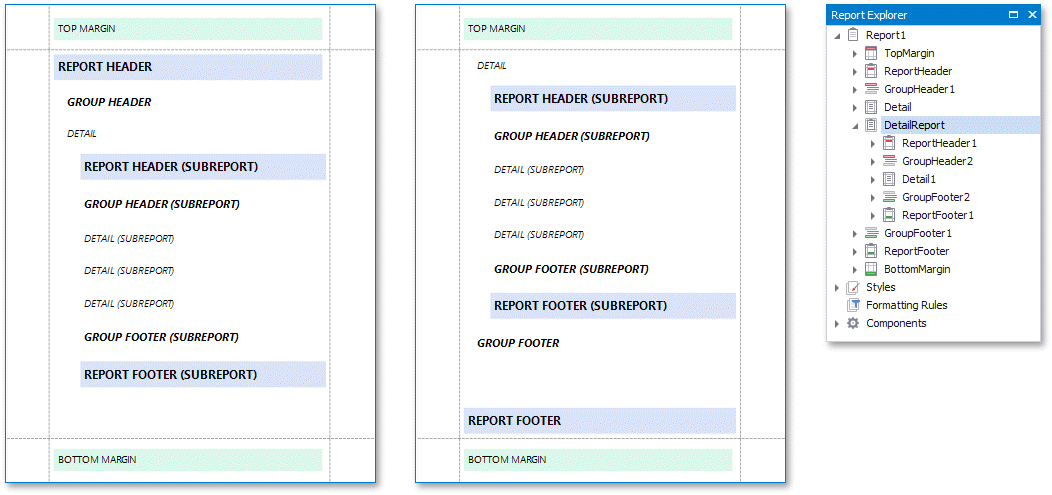 TOP MARGIN
REPORT HEADER
GROUP HEADER
DETAIL
REPORT HEADER (SUBREPORT)
GROUP HEADER (SUBREPORT)
DETAIL (SUBREPORT)
DETAIL (SUBREPORT)
DETAIL (SUBREPORT)
GROUP FOOTER (SUBREPORT)
REPORT FOOTER (SUBREPORT)
BOTTOM MARGIN
TOP MARGIN
DETAIL
REPORT HEADER (SUBREPORT)
GROUP HEADER (SUBREPORT)
DETAIL (SUBREPORT)
DETAIL (SUBREPORT)
DETAIL (SUBREPORT)
GROUP FOOTER (SUBREPORT)
REPORT FOOTER (SUBREPORT)
GROUP FOOTER
REPORT FOOTER
BOTTOM MARGIN
Report Explorer
Report1
TopMargin
ReportHeader
GroupHeader1
Detail
DetailReport
ReportHeader1
GroupHeader2
Detail1
GroupFooter2
ReportFooter1
GroupFooter1
ReportFooter
BottomMargin
Styles
Formatting Rules
Components